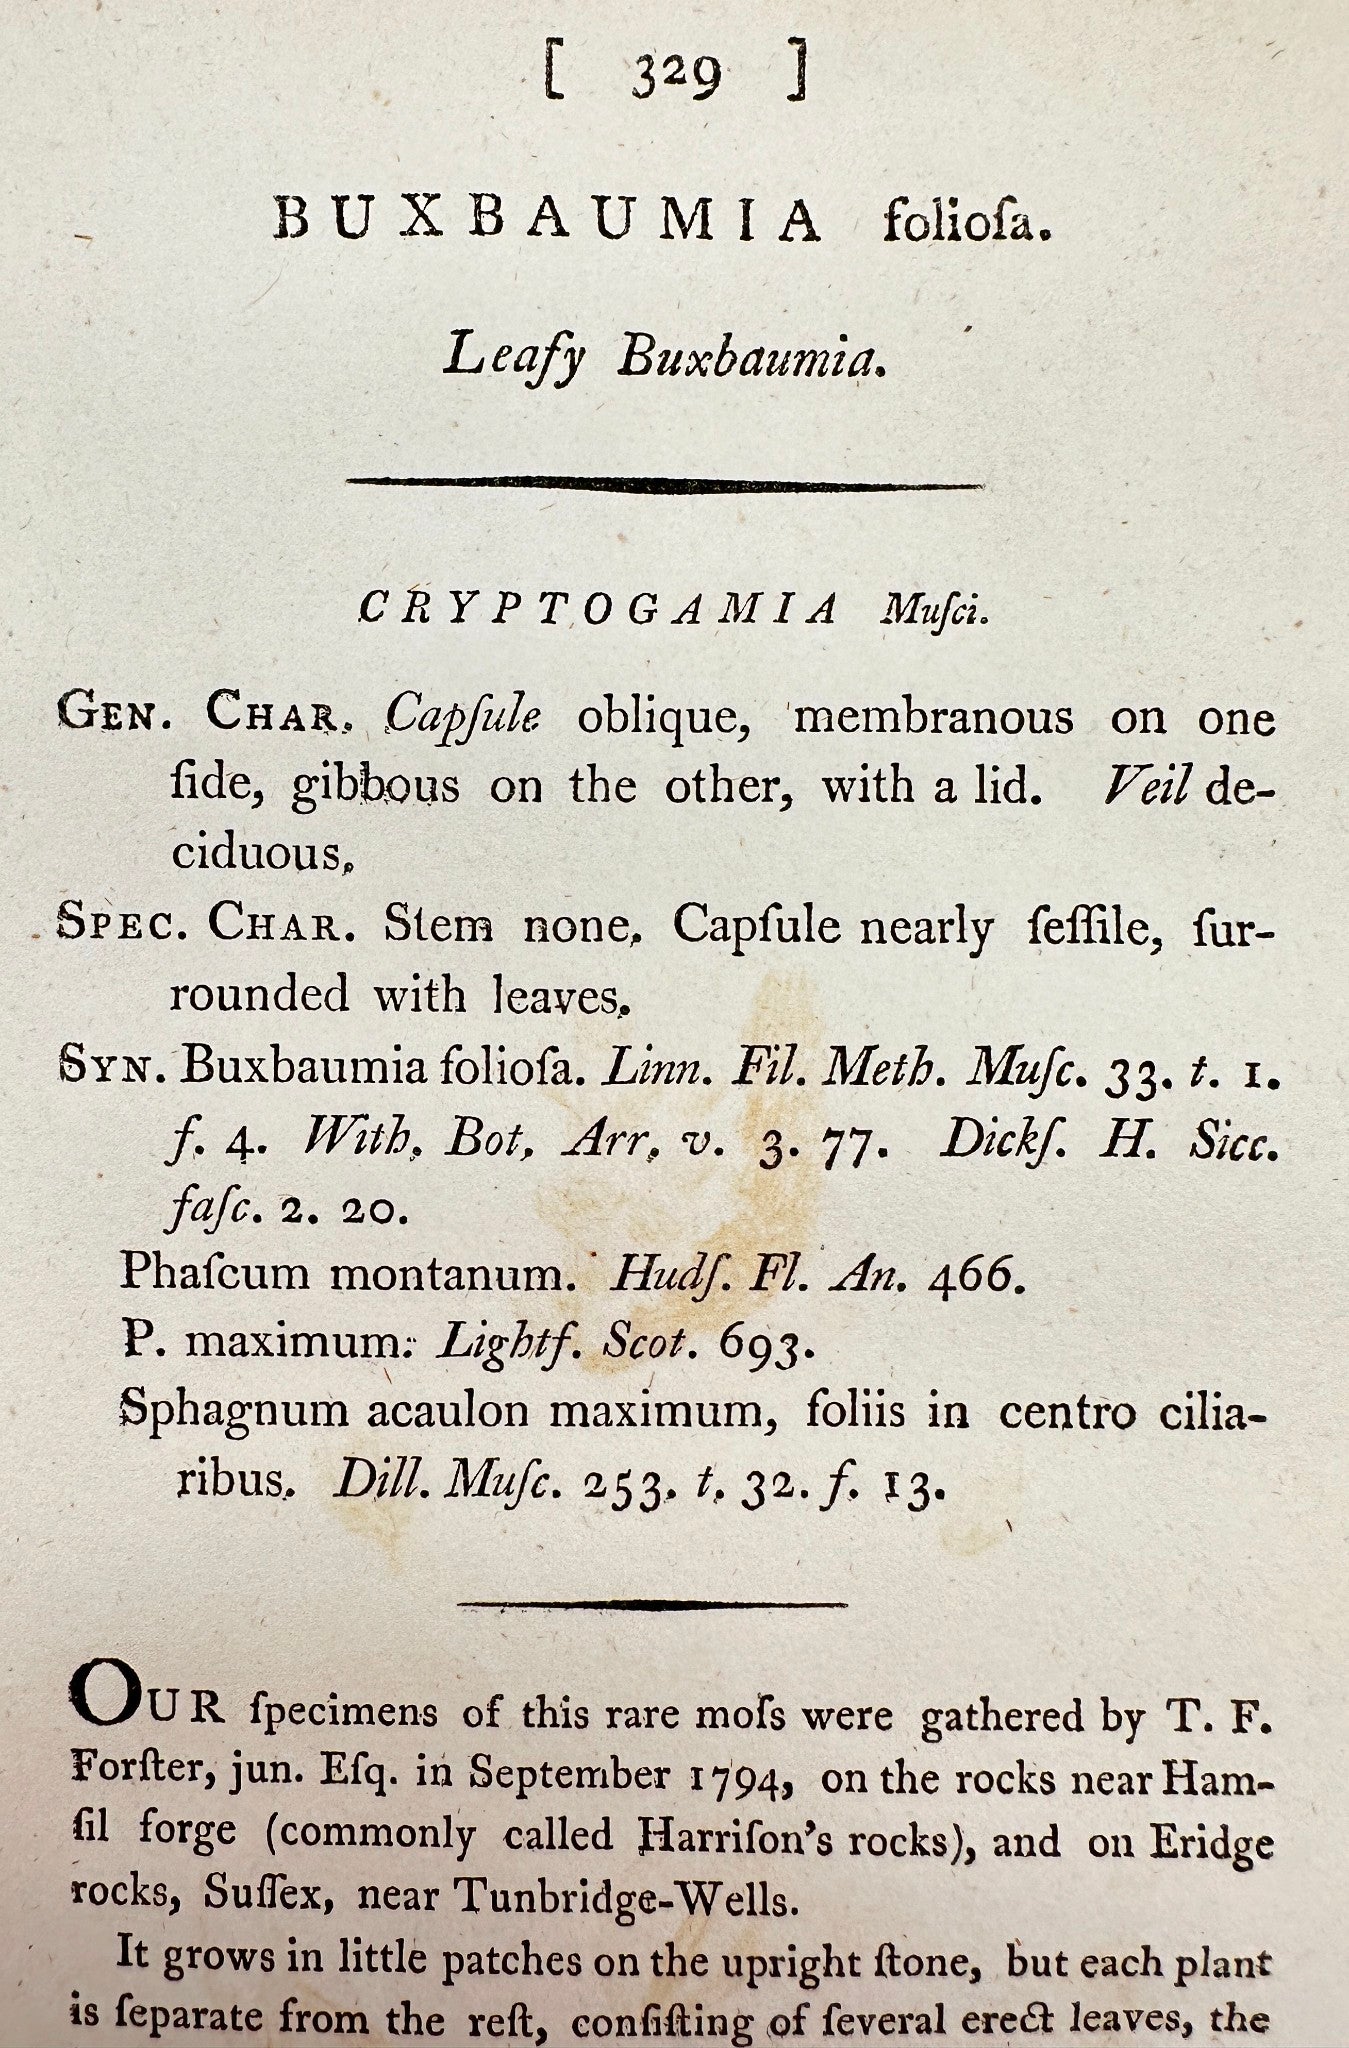 [ 329 ]
BUXBAUMIA folioſa.
Leafy Buxbaumia.
CRYPTOGAMIA Muſci.
GEN. CHAR. Capſule oblique, membranous on one
ſide, gibbous on the other, with a lid. Veil de-
ciduous.
SPEC. CHAR. Stem none. Capſule nearly ſeſſile, ſur-
rounded with leaves.
SYN. Buxbaumia folioſa. Linn. Fil. Meth. Muſc. 33. t. 1.
f. 4. With. Bot. Arr. v. 3. 77. Dickſ. H. Sicc.
faſc. 2. 20.
Phaſcum montanum. Hudſ. Fl. An. 466.
P. maximum. Lightf. Scot. 693.
Sphagnum acaulon maximum, foliis in centro cilia-
ribus. Dill. Muſc. 253. t. 32. f. 13.
OUR ſpecimens of this rare moſs were gathered by T. F.
Forſter, jun. Eſq. in September 1794, on the rocks near Ham-
ſil forge (commonly called Harriſon's rocks), and on Eridge
rocks, Suſſex, near Tunbridge-Wells.
It grows in little patches on the upright ſtone, but each plant
is ſeparate from the reſt, conſiſting of ſeveral erect leaves, the